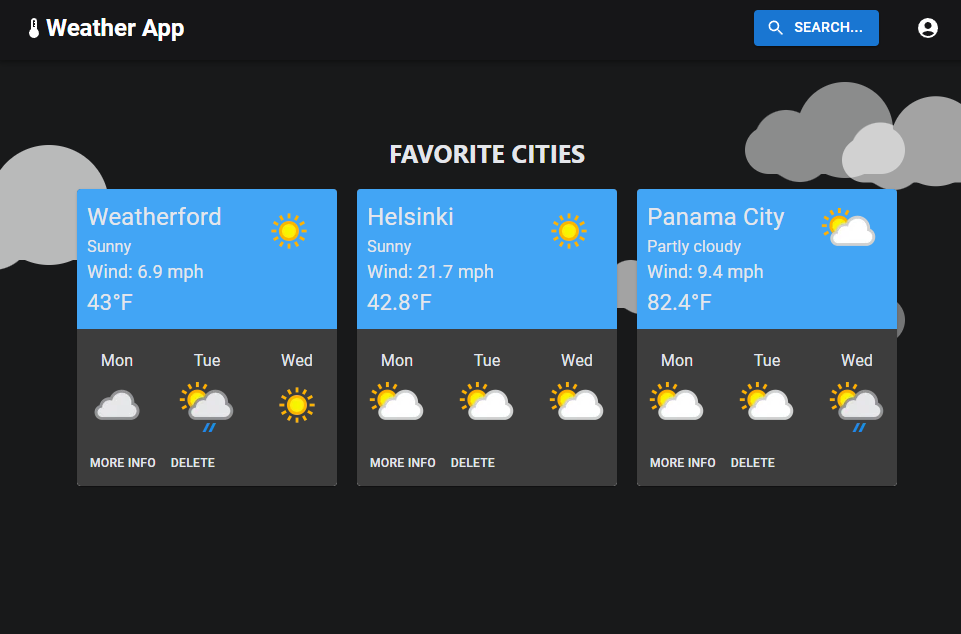 Weather App
SEARCH...
FAVORITE CITIES
Weatherford
Sunny
Wind: 6.9 mph
43°F
Mon Tue Wed
MORE INFO DELETE
Helsinki
Sunny
Wind: 21.7 mph
42.8°F
Mon Tue Wed
MORE INFO DELETE
Panama City
Partly cloudy
Wind: 9.4 mph
82.4°F
Mon Tue Wed
MORE INFO DELETE